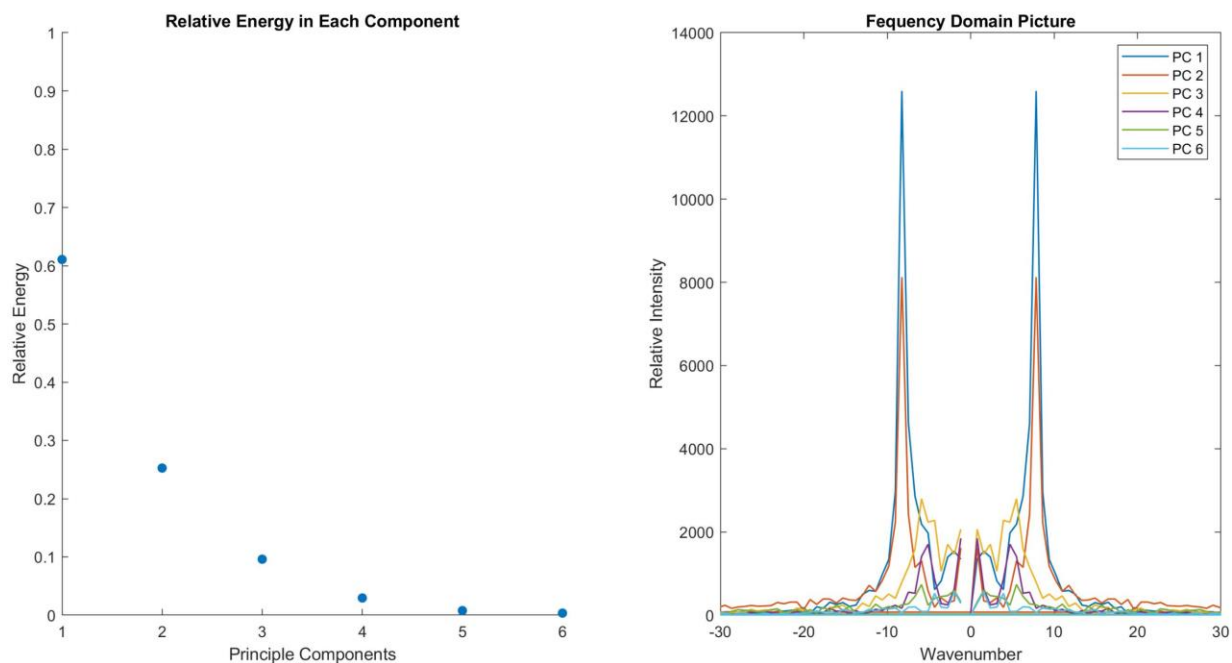 Relative Energy in Each Component
1
0.9
0.8
0.7
0.6
0.5
0.4
0.3
0.2
0.1
0
Relative Energy
1 2 3 4 5 6
Principle Components
Fequency Domain Picture
14000
12000
10000
8000
6000
4000
2000
0
Relative Intensity
-30 -20 -10 0 10 20 30
Wavenumber
PC 1
PC 2
PC 3
PC 4
PC 5
PC 6